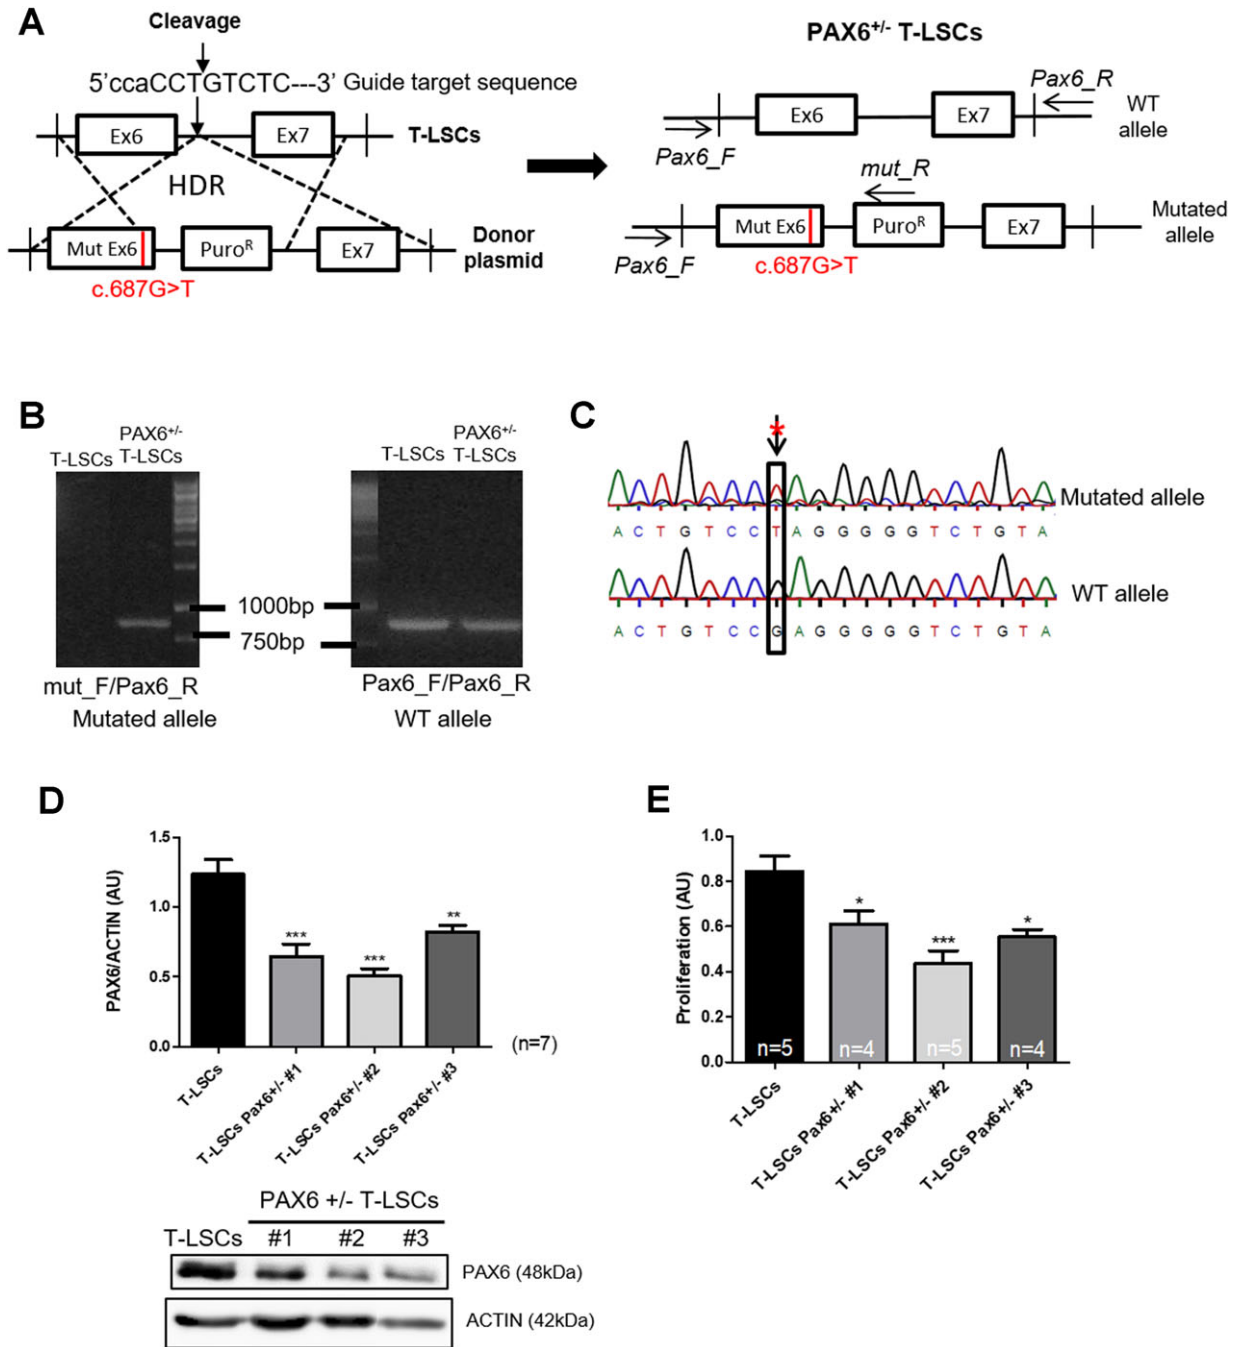 A
Cleavage
5'ccaCCTGTCTC---3' Guide target sequence
Ex6
Ex7
T-LSCs
HDR
Mut Ex6
PuroR
Ex7
Donor
plasmid
c.687G>T
PAX6+/- T-LSCs
Pax6_R
Ex6
Ex7
WT
allele
Pax6_F
mut_R
Mut Ex6
PuroR
Ex7
Mutated
allele
Pax6_F
c.687G>T
B
T-LSCs
PAX6+/-
T-LSCs
T-LSCs
PAX6+/-
T-LSCs
1000bp
750bp
mut_F/Pax6_R
Mutated allele
Pax6_F/Pax6_R
WT allele
C
*
Mutated allele
A C T G T C C T A G G G G G T C T G T A
WT allele
A C T G T C C G A G G G G G T C T G T A
D
PAX6/ACTIN (AU)
1.5
1.0
0.5
0.0
***
***
**
(n=7)
T-LSCs
T-LSCs Pax6+/- #1
T-LSCs Pax6+/- #2
T-LSCs Pax6+/- #3
PAX6 +/- T-LSCs
T-LSCs #1 #2 #3
PAX6 (48kDa)
ACTIN (42kDa)
E
Proliferation (AU)
1.0
0.8
0.6
0.4
0.2
0.0
*
***
*
n=5
n=4
n=5
n=4
T-LSCs
T-LSCs Pax6+/- #1
T-LSCs Pax6+/- #2
T-LSCs Pax6+/- #3